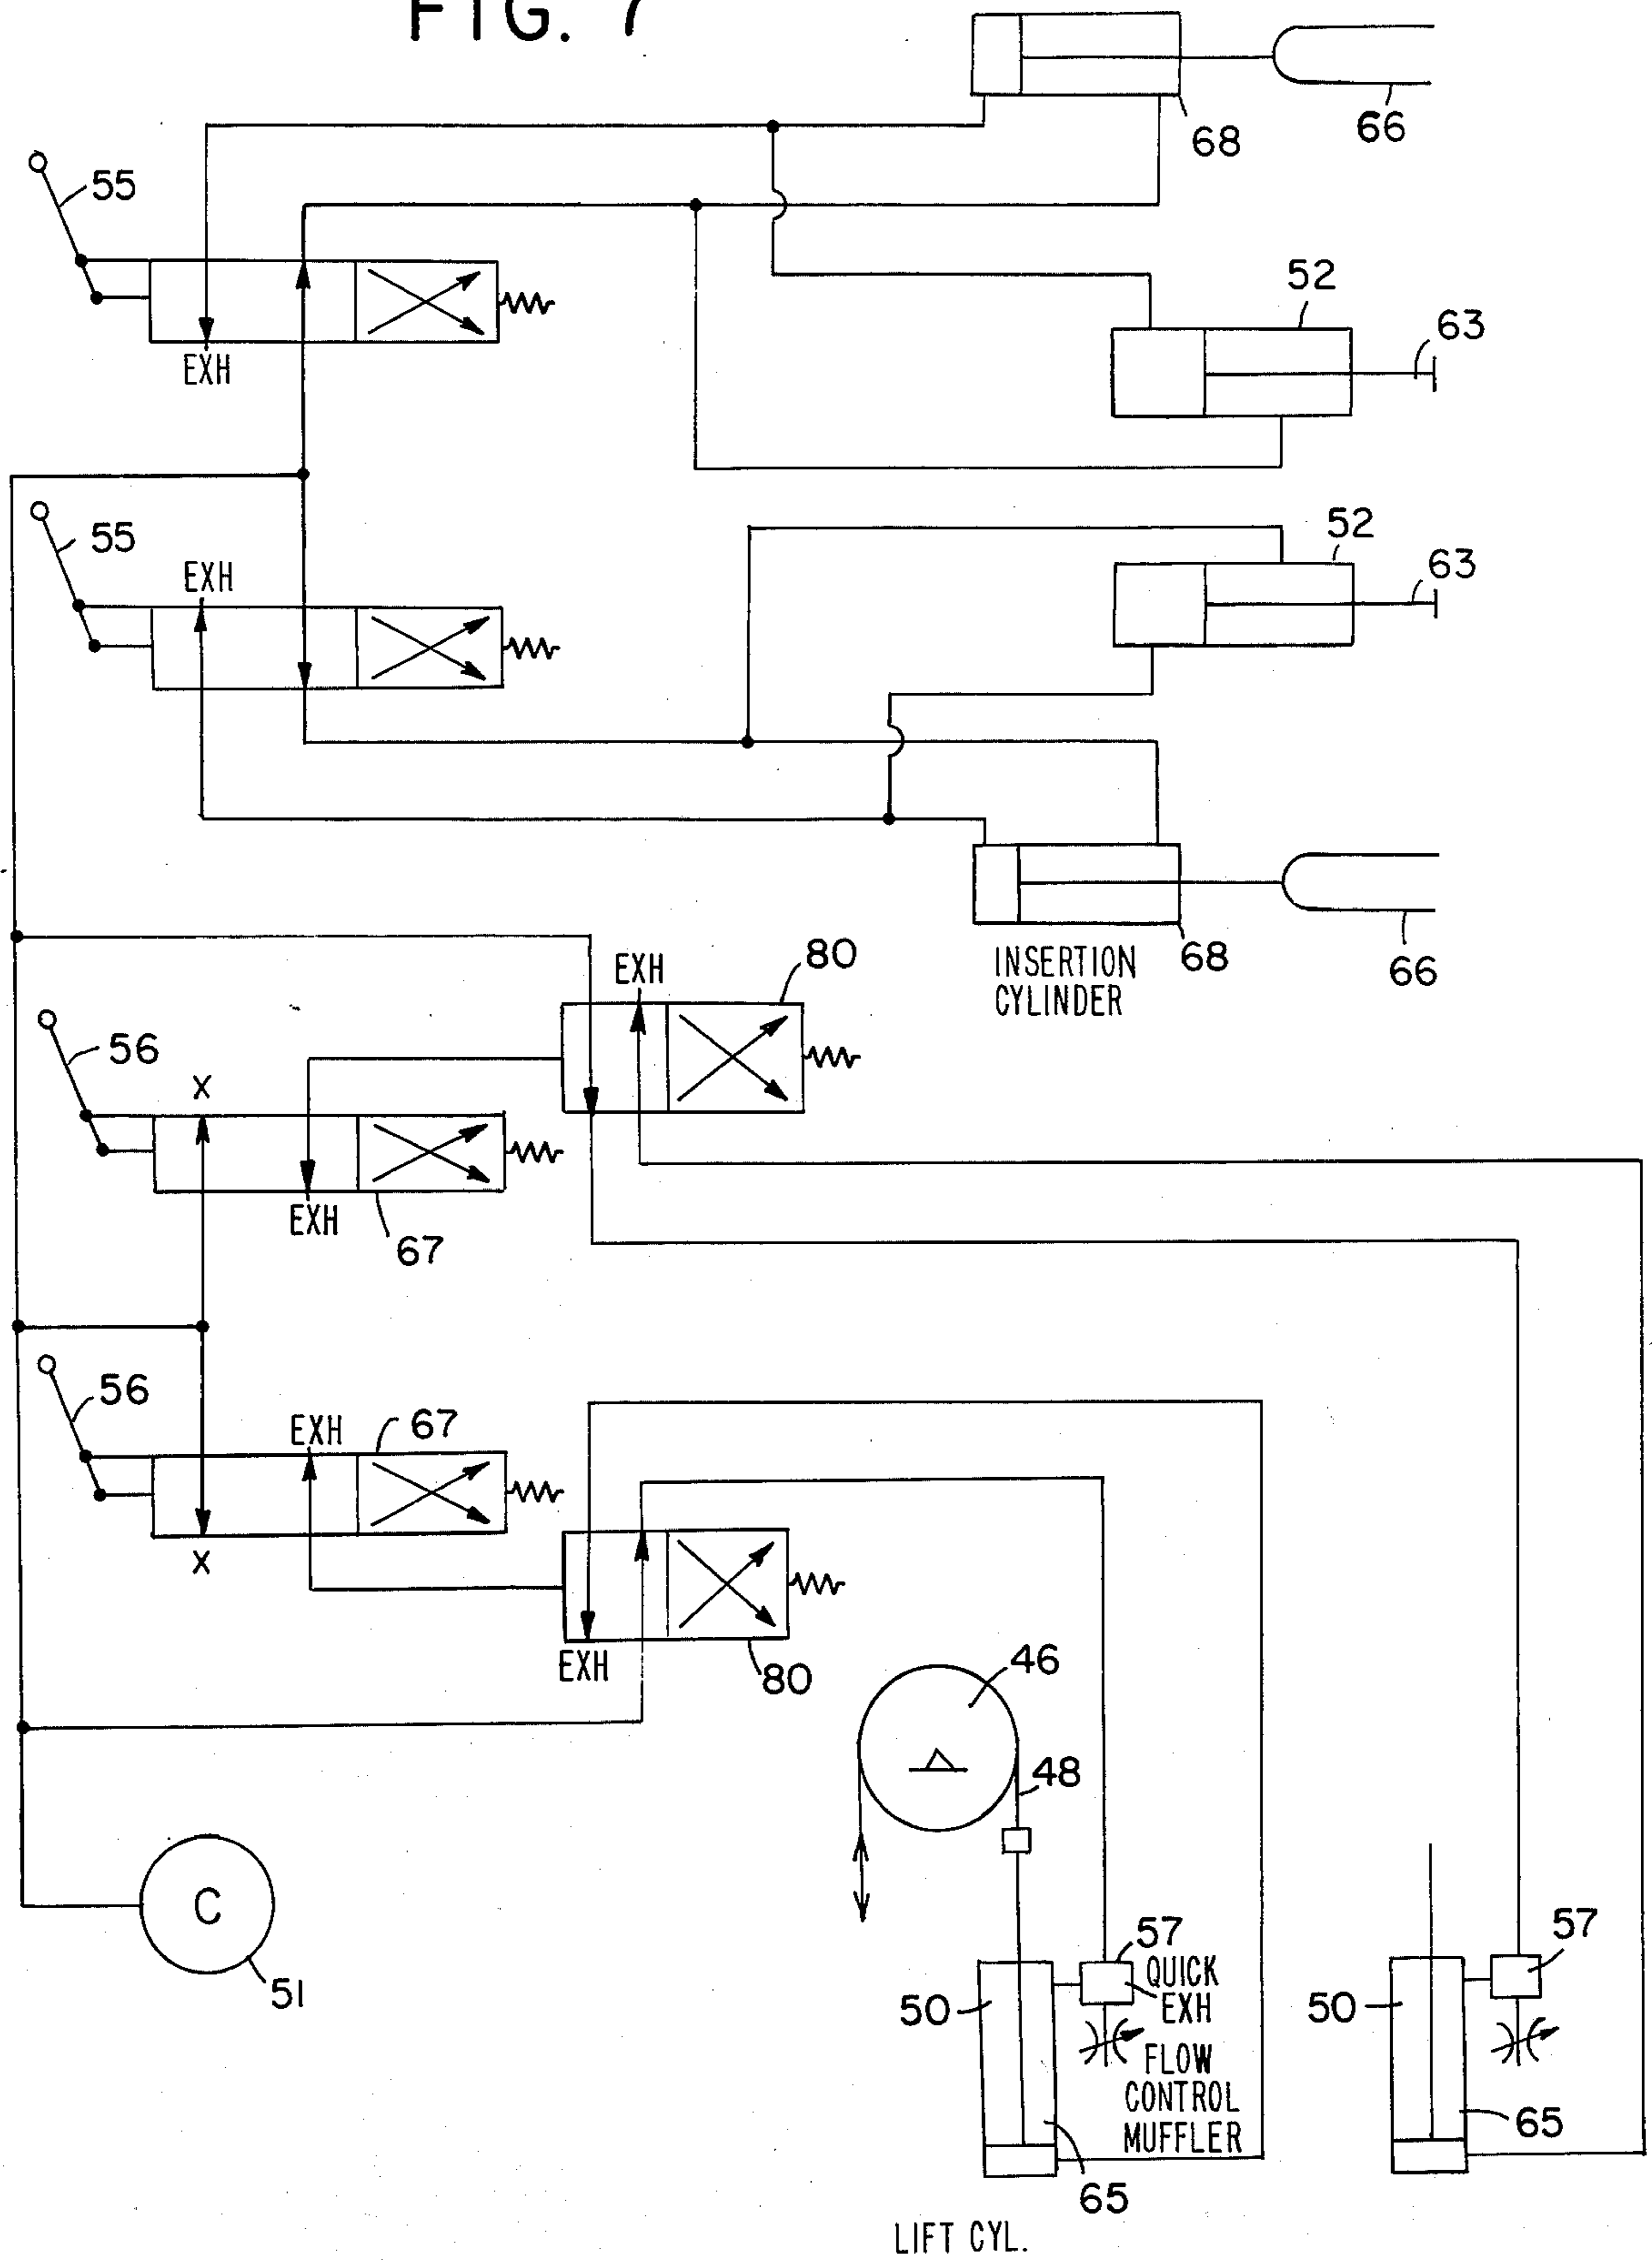 FIG. 7
66
68
55
52
63
EXH
52
55
63
EXH
68
66
INSERTION
CYLINDER
80
EXH
56
X
EXH
67
56
EXH
67
X
EXH
80
46
48
C
51
57
QUICK
EXH
57
50
50
FLOW
CONTROL
MUFFLER
65
65
LIFT CYL.